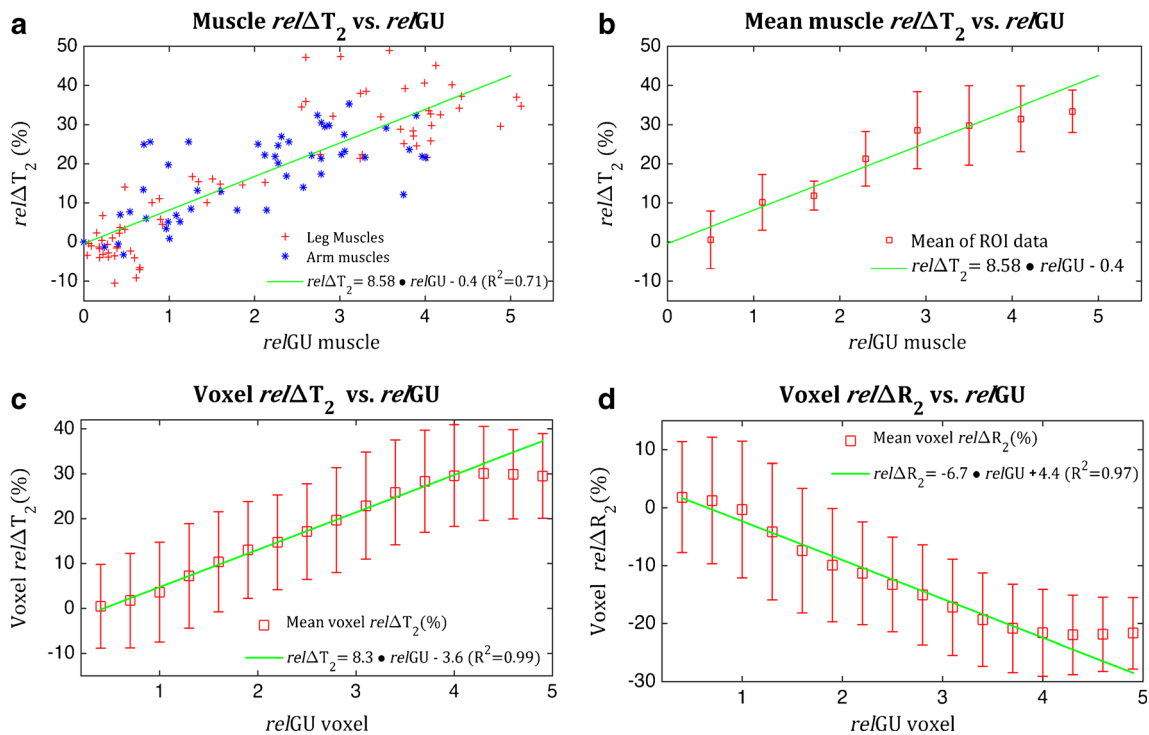 a
Muscle relΔT2 vs. relGU
relΔT2 (%)
50
40
30
20
10
0
-10
Leg Muscles
Arm muscles
relΔT2= 8.58 • relGU - 0.4 (R2=0.71)
0 1 2 3 4 5
relGU muscle
b
Mean muscle relΔT2 vs. relGU
relΔT2 (%)
50
40
30
20
10
0
-10
Mean of ROI data
relΔT2= 8.58 • relGU - 0.4
0 1 2 3 4 5
relGU muscle
c
Voxel relΔT2 vs. relGU
Voxel relΔT2(%)
40
30
20
10
0
-10
Mean voxel relΔT2(%)
relΔT2= 8.3 • relGU - 3.6 (R2=0.99)
1 2 3 4 5
relGU voxel
d
Voxel relΔR2 vs. relGU
Voxel relΔR2(%)
10
0
-10
-20
-30
Mean voxel relΔR2(%)
relΔR2= -6.7 • relGU +4.4 (R2=0.97)
1 2 3 4 5
relGU voxel